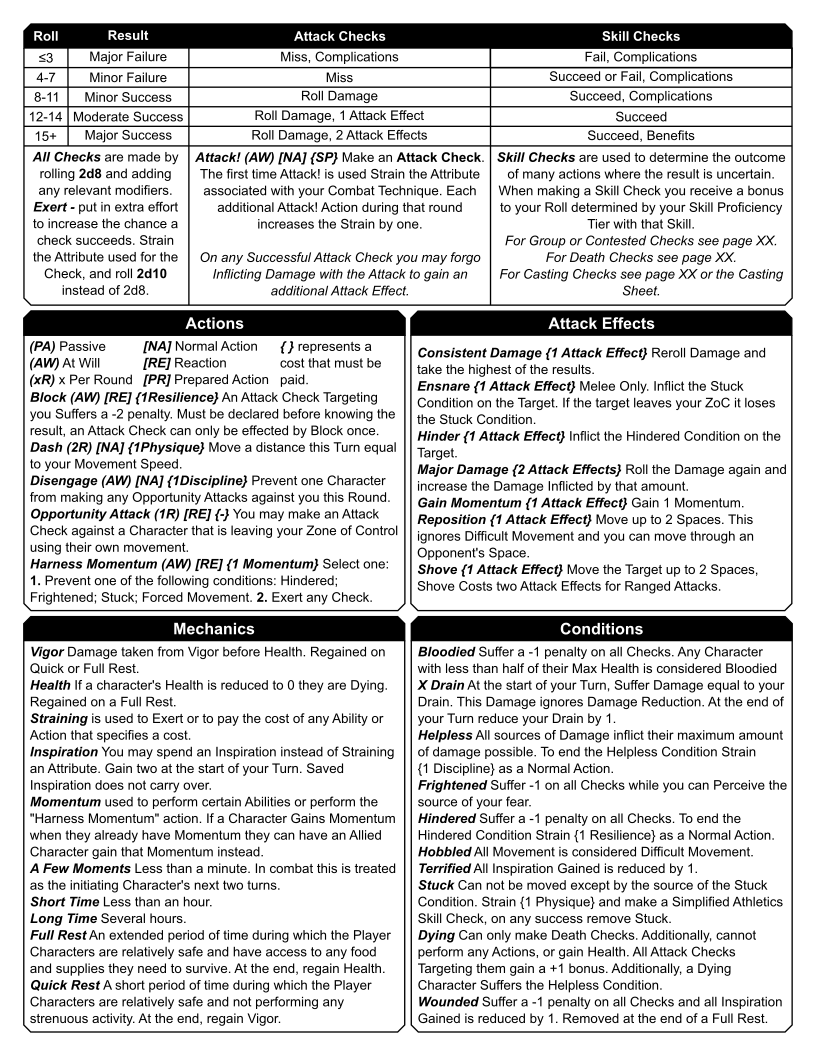 Roll Result Attack Checks Skill Checks
≤3 Major Failure Miss, Complications Fail, Complications
4-7 Minor Failure Miss Succeed or Fail, Complications
8-11 Minor Success Roll Damage Succeed, Complications
12-14 Moderate Success Roll Damage, 1 Attack Effect Succeed
15+ Major Success Roll Damage, 2 Attack Effects Succeed, Benefits
All Checks are made by
rolling 2d8 and adding
any relevant modifiers.
Exert - put in extra effort
to increase the chance a
check succeeds. Strain
the Attribute used for the
Check, and roll 2d10
instead of 2d8.
Attack! (AW) [NA] {SP} Make an Attack Check.
The first time Attack! is used Strain the Attribute
associated with your Combat Technique. Each
additional Attack! Action during that round
increases the Strain by one.
On any Successful Attack Check you may forgo
Inflicting Damage with the Attack to gain an
additional Attack Effect.
Skill Checks are used to determine the outcome
of many actions where the result is uncertain.
When making a Skill Check you receive a bonus
to your Roll determined by your Skill Proficiency
Tier with that Skill.
For Group or Contested Checks see page XX.
For Death Checks see page XX.
For Casting Checks see page XX or the Casting
Sheet.
Actions
(PA) Passive [NA] Normal Action { } represents a
(AW) At Will [RE] Reaction cost that must be
(xR) x Per Round [PR] Prepared Action paid.
Block (AW) [RE] {1Resilience} An Attack Check Targeting
you Suffers a -2 penalty. Must be declared before knowing the
result, an Attack Check can only be effected by Block once.
Dash (2R) [NA] {1Physique} Move a distance this Turn equal
to your Movement Speed.
Disengage (AW) [NA] {1Discipline} Prevent one Character
from making any Opportunity Attacks against you this Round.
Opportunity Attack (1R) [RE] {-} You may make an Attack
Check against a Character that is leaving your Zone of Control
using their own movement.
Harness Momentum (AW) [RE] {1 Momentum} Select one:
1. Prevent one of the following conditions: Hindered;
Frightened; Stuck; Forced Movement. 2. Exert any Check.
Attack Effects
Consistent Damage {1 Attack Effect} Reroll Damage and
take the highest of the results.
Ensnare {1 Attack Effect} Melee Only. Inflict the Stuck
Condition on the Target. If the target leaves your ZoC it loses
the Stuck Condition.
Hinder {1 Attack Effect} Inflict the Hindered Condition on the
Target.
Major Damage {2 Attack Effects} Roll the Damage again and
increase the Damage Inflicted by that amount.
Gain Momentum {1 Attack Effect} Gain 1 Momentum.
Reposition {1 Attack Effect} Move up to 2 Spaces. This
ignores Difficult Movement and you can move through an
Opponent's Space.
Shove {1 Attack Effect} Move the Target up to 2 Spaces,
Shove Costs two Attack Effects for Ranged Attacks.
Mechanics
Vigor Damage taken from Vigor before Health. Regained on
Quick or Full Rest.
Health If a character's Health is reduced to 0 they are Dying.
Regained on a Full Rest.
Straining is used to Exert or to pay the cost of any Ability or
Action that specifies a cost.
Inspiration You may spend an Inspiration instead of Straining
an Attribute. Gain two at the start of your Turn. Saved
Inspiration does not carry over.
Momentum used to perform certain Abilities or perform the
"Harness Momentum" action. If a Character Gains Momentum
when they already have Momentum they can have an Allied
Character gain that Momentum instead.
A Few Moments Less than a minute. In combat this is treated
as the initiating Character's next two turns.
Short Time Less than an hour.
Long Time Several hours.
Full Rest An extended period of time during which the Player
Characters are relatively safe and have access to any food
and supplies they need to survive. At the end, regain Health.
Quick Rest A short period of time during which the Player
Characters are relatively safe and not performing any
strenuous activity. At the end, regain Vigor.
Conditions
Bloodied Suffer a -1 penalty on all Checks. Any Character
with less than half of their Max Health is considered Bloodied
X Drain At the start of your Turn, Suffer Damage equal to your
Drain. This Damage ignores Damage Reduction. At the end of
your Turn reduce your Drain by 1.
Helpless All sources of Damage inflict their maximum amount
of damage possible. To end the Helpless Condition Strain
{1 Discipline} as a Normal Action.
Frightened Suffer -1 on all Checks while you can Perceive the
source of your fear.
Hindered Suffer a -1 penalty on all Checks. To end the
Hindered Condition Strain {1 Resilience} as a Normal Action.
Hobbled All Movement is considered Difficult Movement.
Terrified All Inspiration Gained is reduced by 1.
Stuck Can not be moved except by the source of the Stuck
Condition. Strain {1 Physique} and make a Simplified Athletics
Skill Check, on any success remove Stuck.
Dying Can only make Death Checks. Additionally, cannot
perform any Actions, or gain Health. All Attack Checks
Targeting them gain a +1 bonus. Additionally, a Dying
Character Suffers the Helpless Condition.
Wounded Suffer a -1 penalty on all Checks and all Inspiration
Gained is reduced by 1. Removed at the end of a Full Rest.